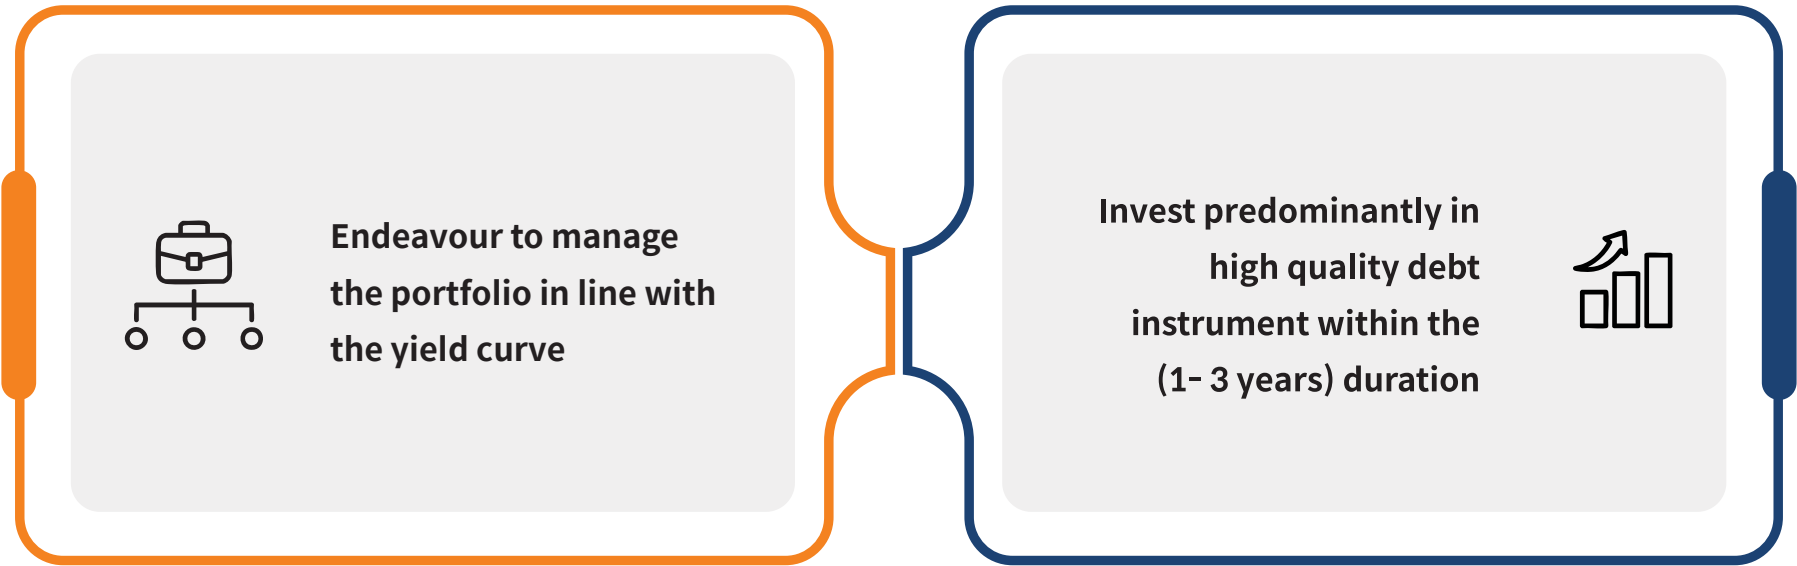 Endeavour to manage
the portfolio in line with
the yield curve
Invest predominantly in
high quality debt
instrument within the
(1- 3 years) duration